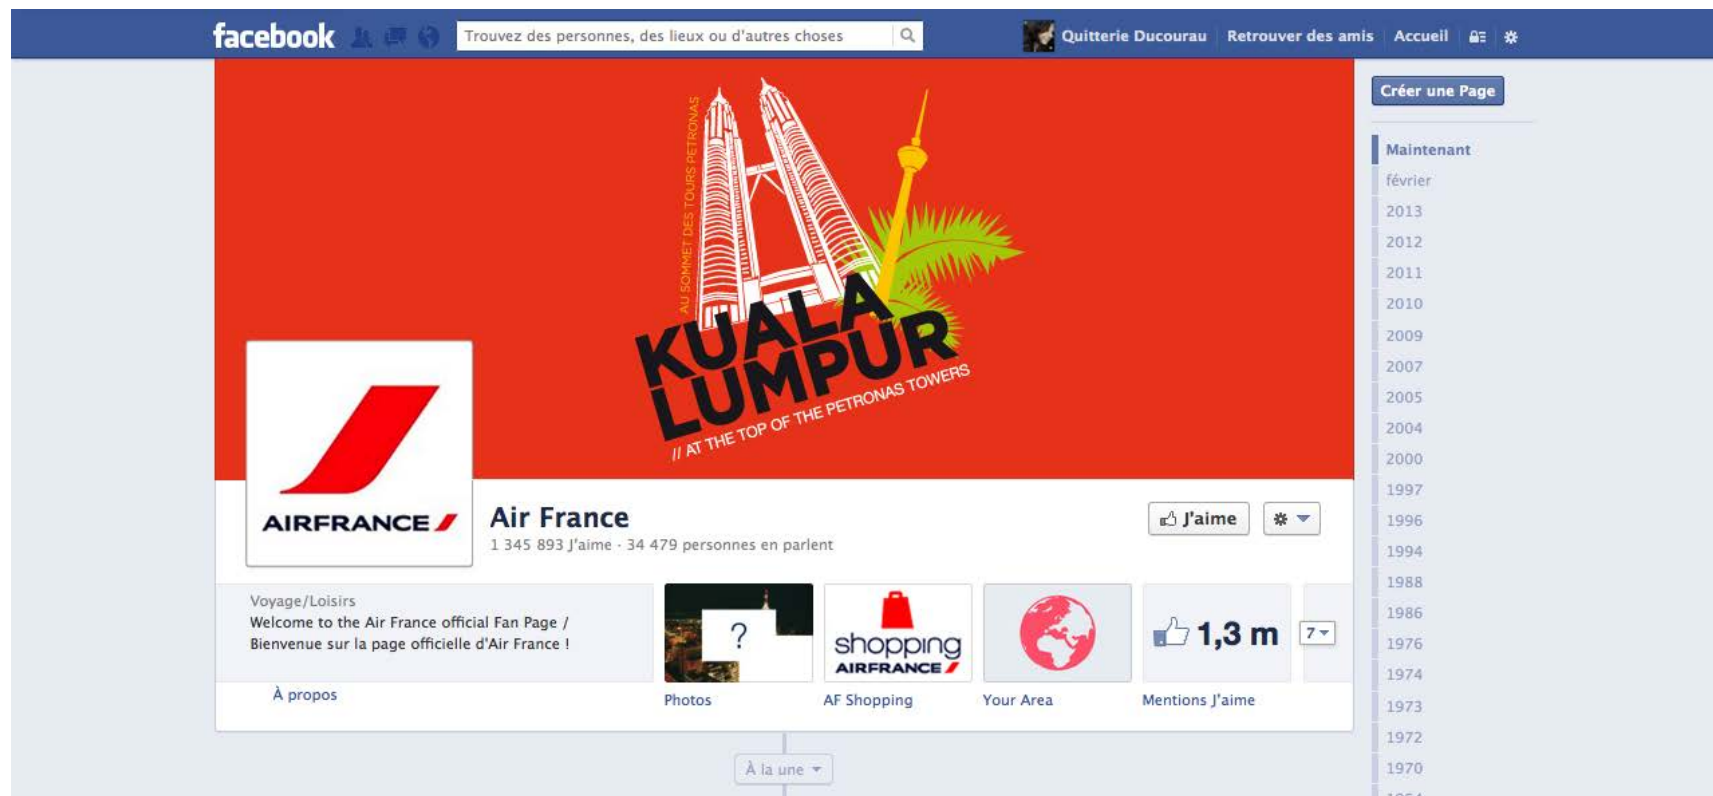 facebook
Trouvez des personnes, des lieux ou d'autres choses
Quitterie Ducourau
Retrouver des amis
Accueil
AU SOMMET DES TOURS PETRONAS
KUALA
LUMPUR
// AT THE TOP OF THE PETRONAS TOWERS
AIRFRANCE
Air France
1 345 893 J'aime · 34 479 personnes en parlent
J'aime
Voyage/Loisirs
Welcome to the Air France official Fan Page /
Bienvenue sur la page officielle d'Air France !
À propos
?
Photos
shopping
AIRFRANCE
AF Shopping
Your Area
1,3 m
Mentions J'aime
7
À la une
Créer une Page
Maintenant
février
2013
2012
2011
2010
2009
2007
2005
2004
2000
1997
1996
1994
1988
1986
1976
1974
1973
1972
1970